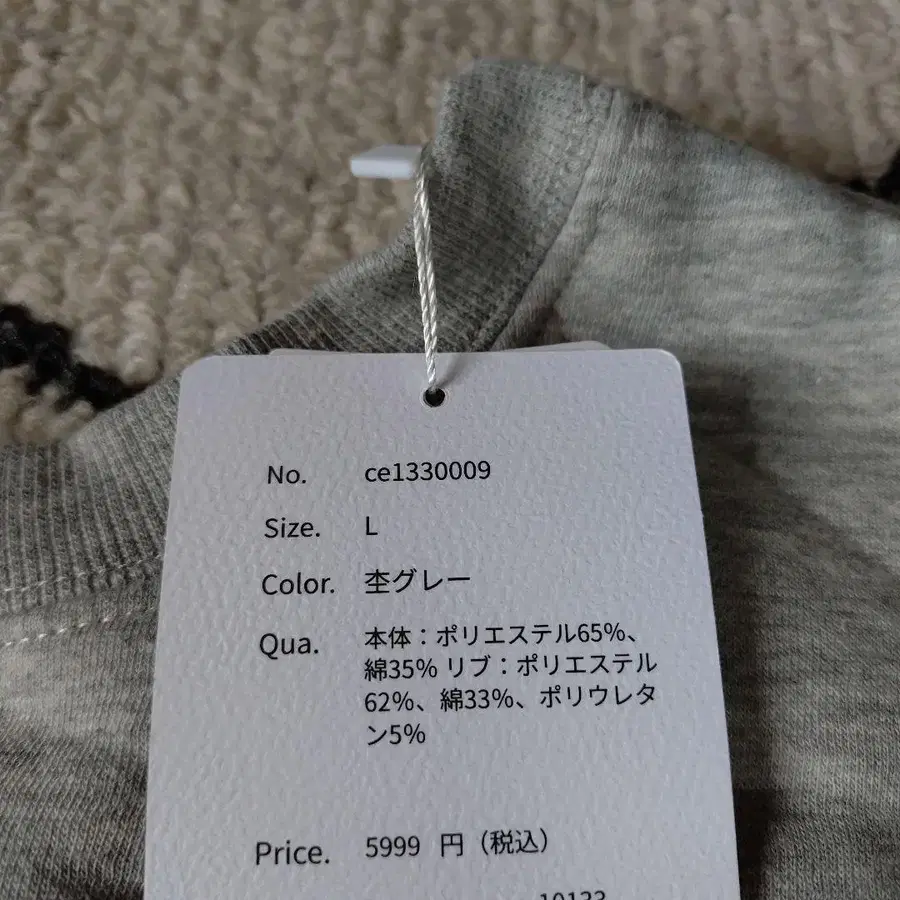 No. ce1330009
Size. L
Color. 杢グレー
Qua. 本体：ポリエステル65%、
綿35% リブ：ポリエステル
62%、綿33%、ポリウレタ
ン5%
Price. 5999 円（税込）